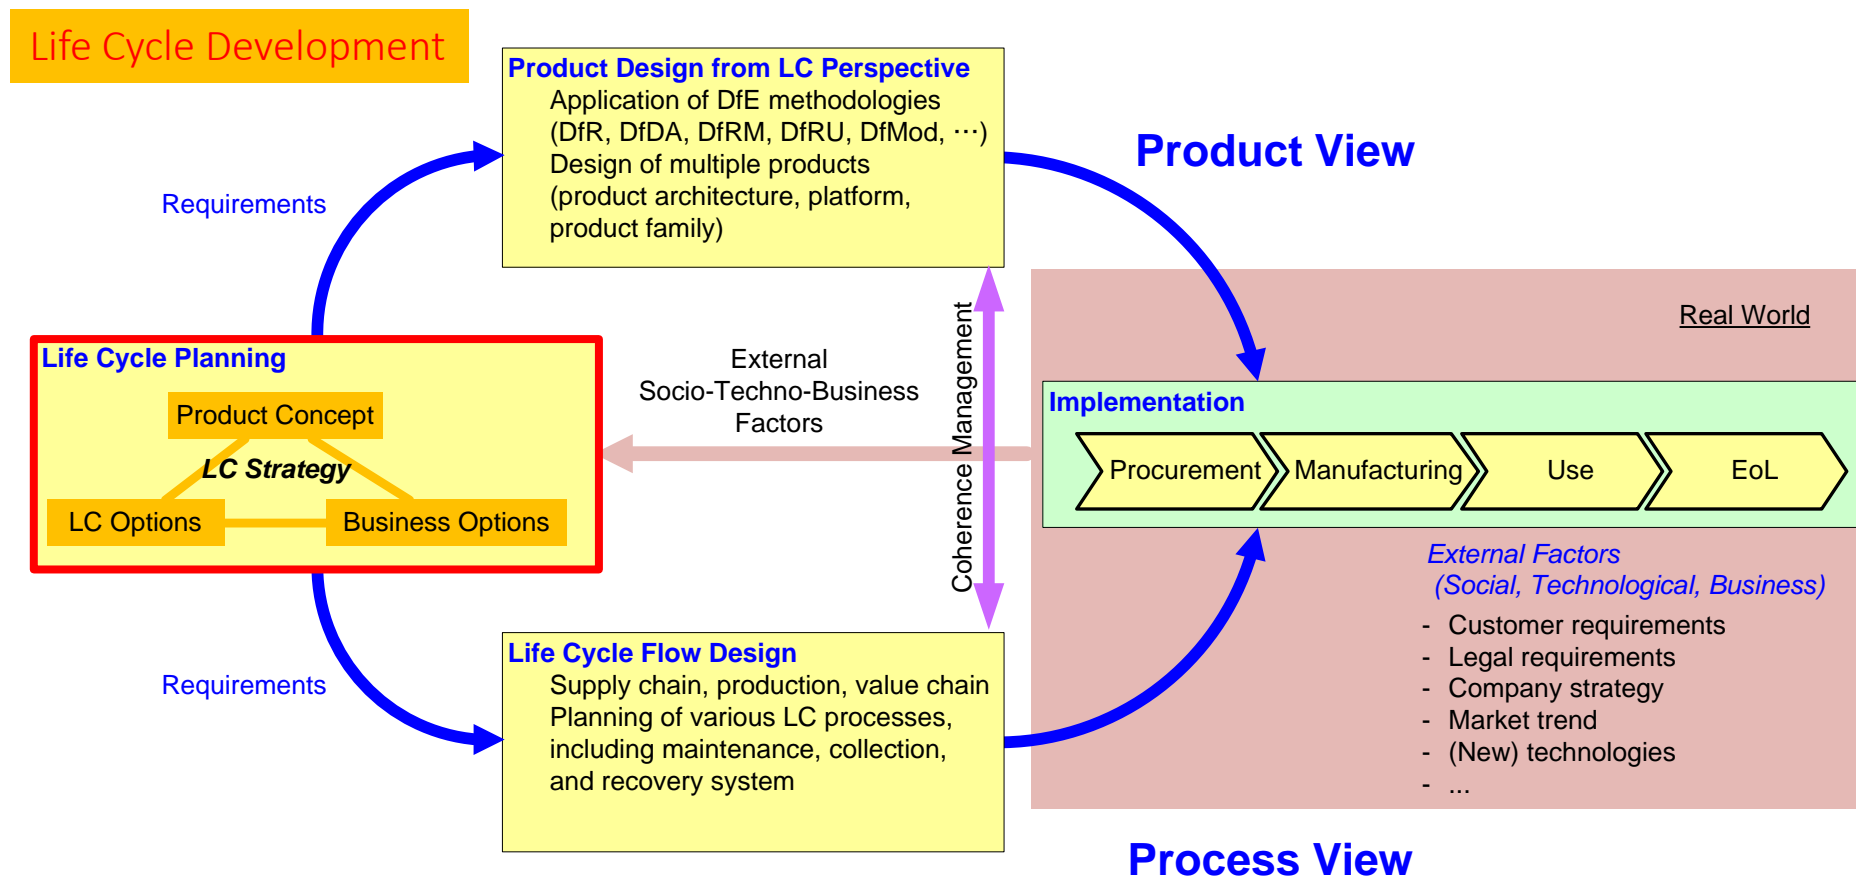 Life Cycle Development
Product Design from LC Perspective
Application of DfE methodologies
(DfR, DfDA, DfRM, DfRU, DfMod, ⋯)
Design of multiple products
(product architecture, platform,
product family)
Product View
Requirements
Real World
Life Cycle Planning
Product Concept
LC Strategy
LC Options
Business Options
External
Socio-Techno-Business
Factors
Coherence Management
Implementation
Procurement
Manufacturing
Use
EoL
External Factors
(Social, Technological, Business)
- Customer requirements
- Legal requirements
- Company strategy
- Market trend
- (New) technologies
- ...
Requirements
Life Cycle Flow Design
Supply chain, production, value chain
Planning of various LC processes,
including maintenance, collection,
and recovery system
Process View